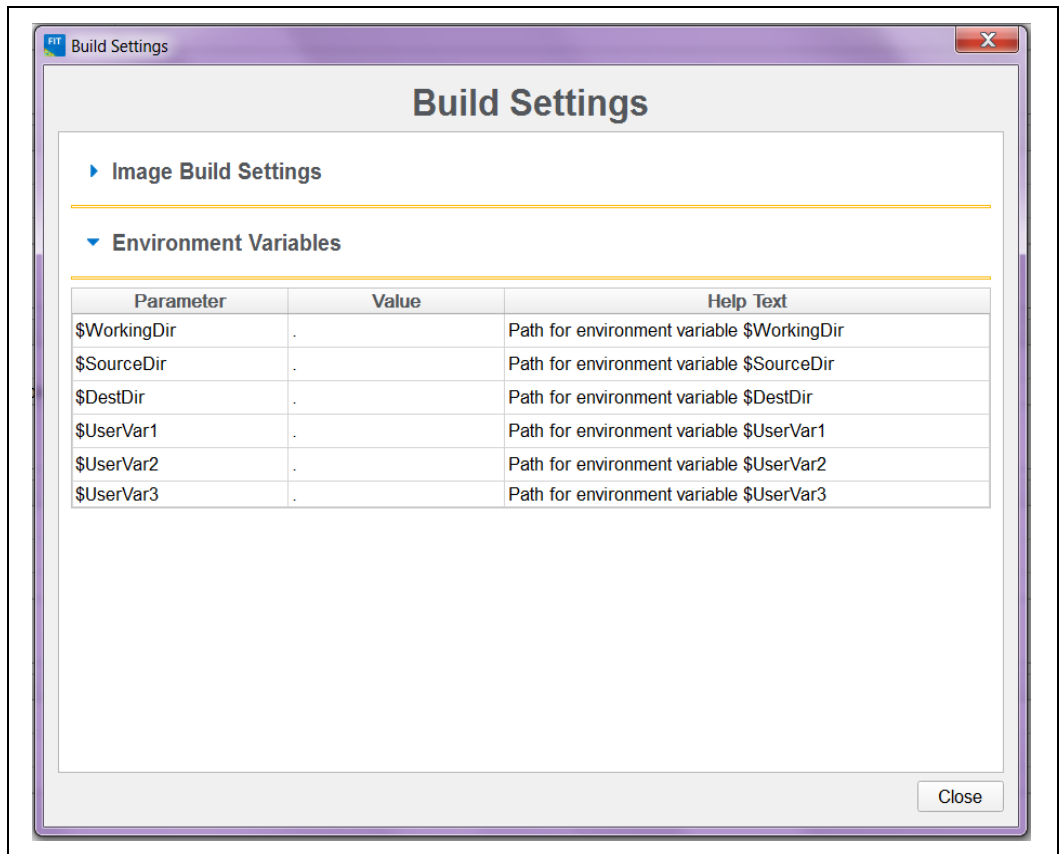 FIT Build Settings X
Build Settings
Image Build Settings
Environment Variables
Parameter Value Help Text
$WorkingDir . Path for environment variable $WorkingDir
$SourceDir . Path for environment variable $SourceDir
$DestDir . Path for environment variable $DestDir
$UserVar1 . Path for environment variable $UserVar1
$UserVar2 . Path for environment variable $UserVar2
$UserVar3 . Path for environment variable $UserVar3
Close